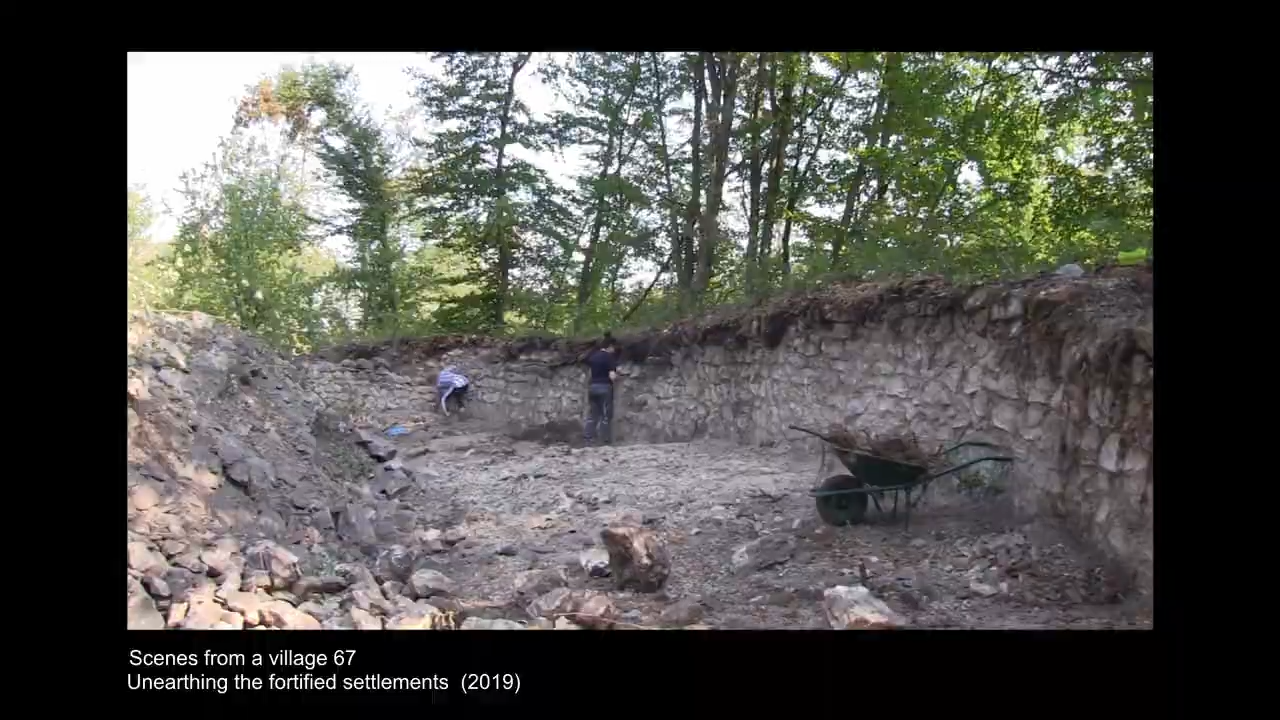 Scenes from a village 67
Unearthing the fortified settlements  (2019)